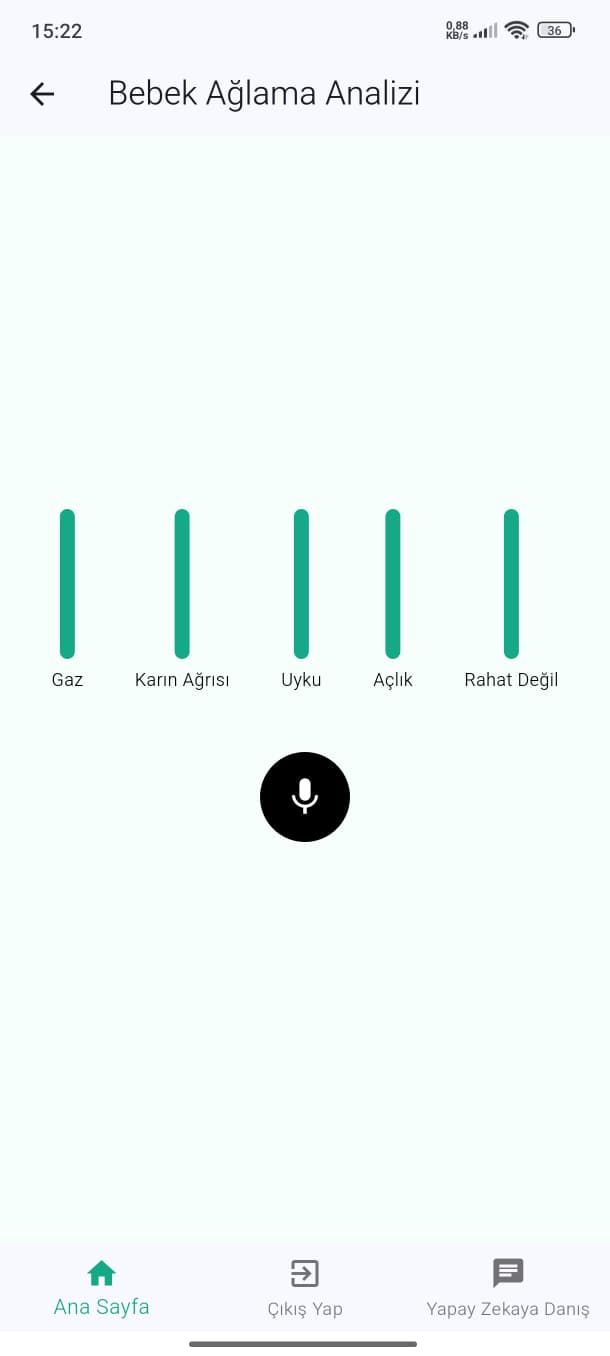 15:22
0,88
KB/s
36
Bebek Ağlama Analizi
Gaz Karın Ağrısı Uyku Açlık Rahat Değil
Ana Sayfa Çıkış Yap Yapay Zekaya Danış